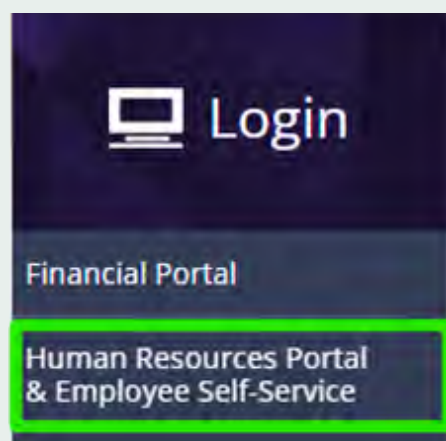 Login
Financial Portal
Human Resources Portal
& Employee Self-Service